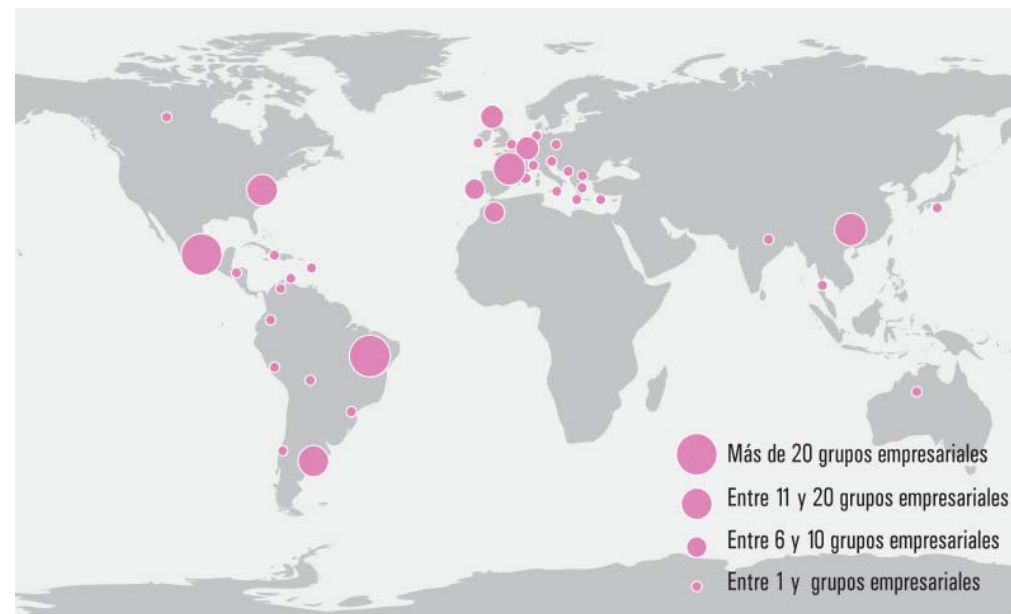 Más de 20 grupos empresariales
Entre 11 y 20 grupos empresariales
Entre 6 y 10 grupos empresariales
Entre 1 y grupos empresariales